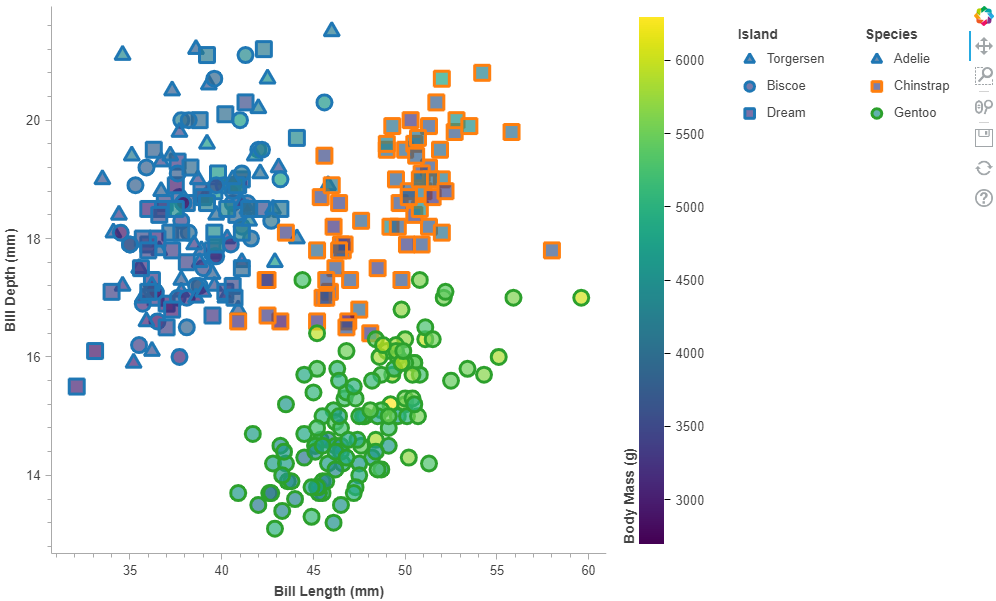 20
18
16
14
Bill Depth (mm)
35
40
45
50
55
60
Bill Length (mm)
6000
5500
5000
4500
4000
3500
3000
Body Mass (g)
Island
Torgersen
Biscoe
Dream
Species
Adelie
Chinstrap
Gentoo